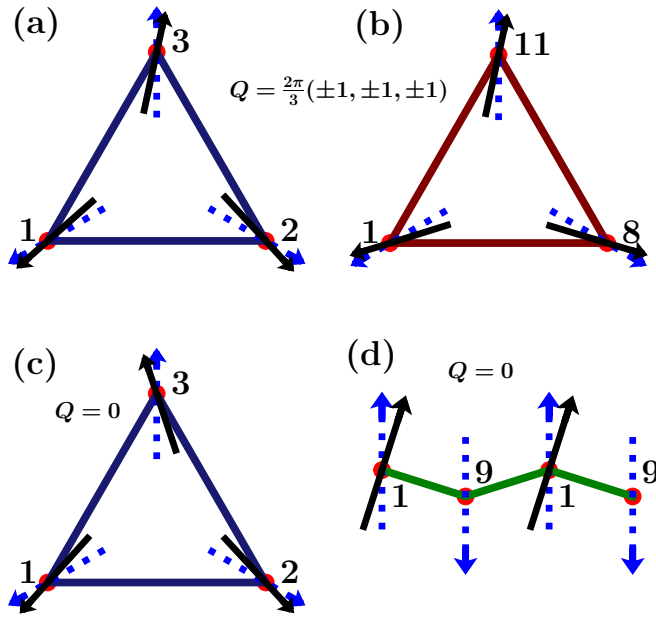 (a)
3
(b)
11
Q = \frac{2π}{3}(±1, ±1, ±1)
1
2
1
8
(c)
3
(d)
Q = 0
Q = 0
9
9
1
1
1
2